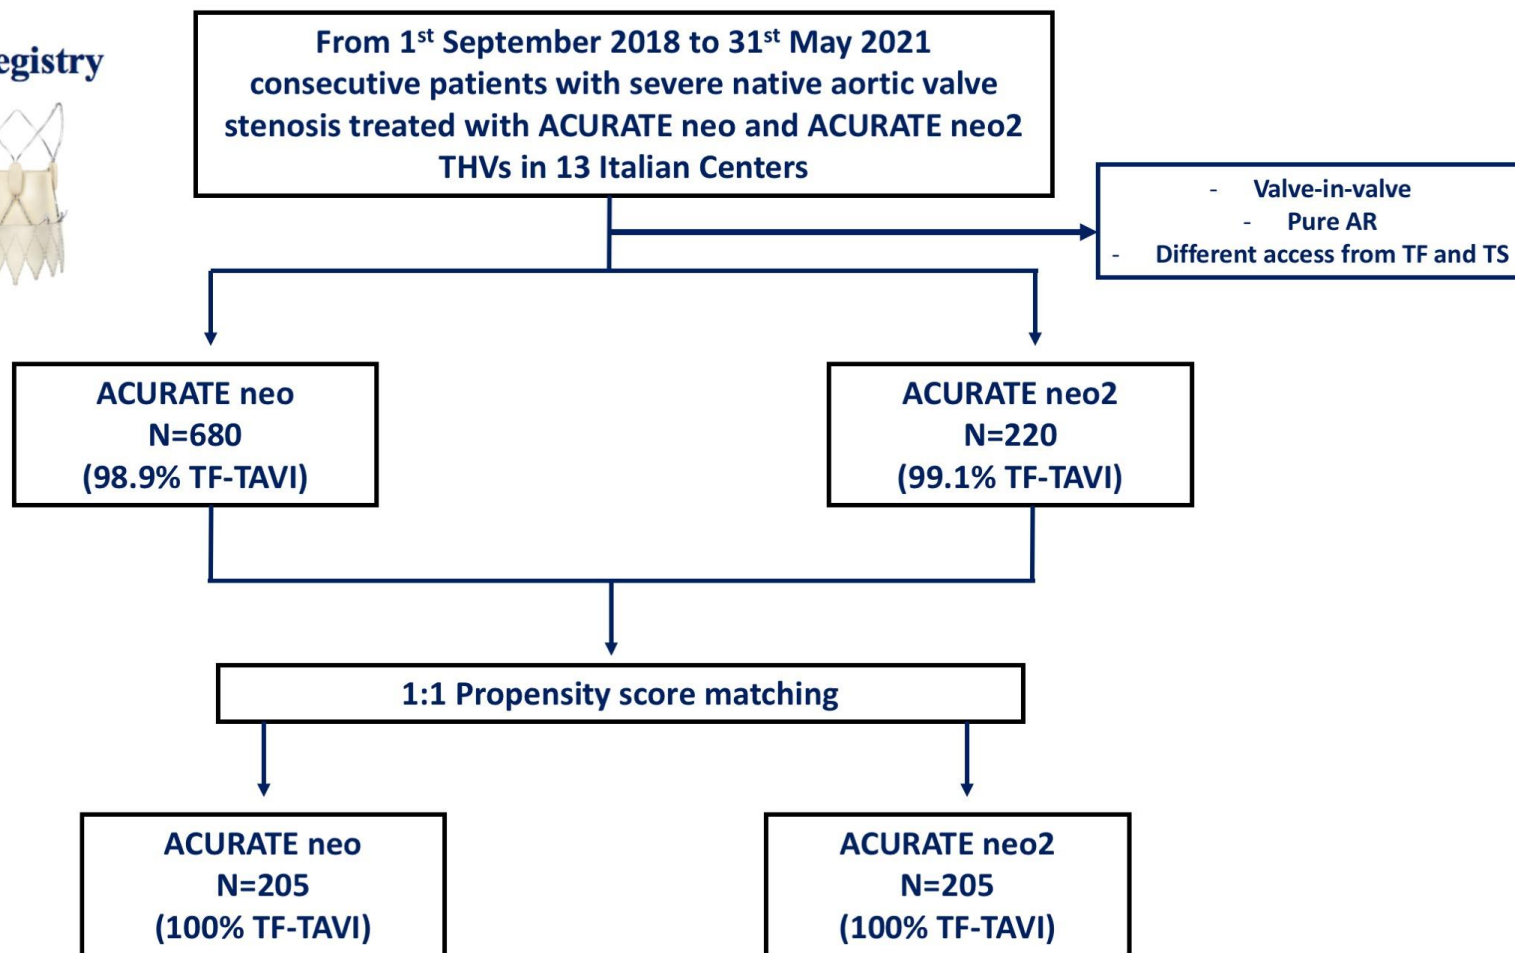 egistry
From 1st September 2018 to 31st May 2021
consecutive patients with severe native aortic valve
stenosis treated with ACURATE neo and ACURATE neo2
THVs in 13 Italian Centers
- Valve-in-valve
- Pure AR
- Different access from TF and TS
ACURATE neo
N=680
(98.9% TF-TAVI)
ACURATE neo2
N=220
(99.1% TF-TAVI)
1:1 Propensity score matching
ACURATE neo
N=205
(100% TF-TAVI)
ACURATE neo2
N=205
(100% TF-TAVI)